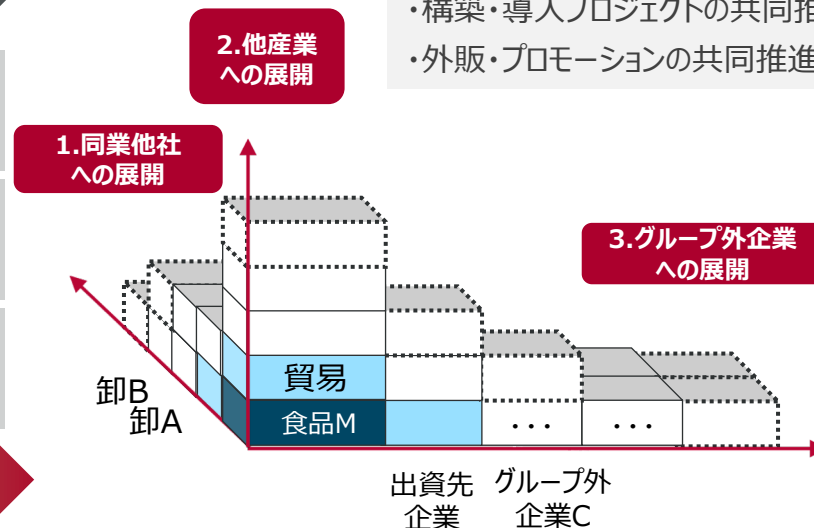 ・構築・導入プロジェクトの共同推
・外販・プロモーションの共同推進
2.他産業
への展開
1.同業他社
への展開
3.グループ外企業
への展開
貿易
食品M
・・・
・・・
卸B
卸A
出資先
企業
グループ外
企業C